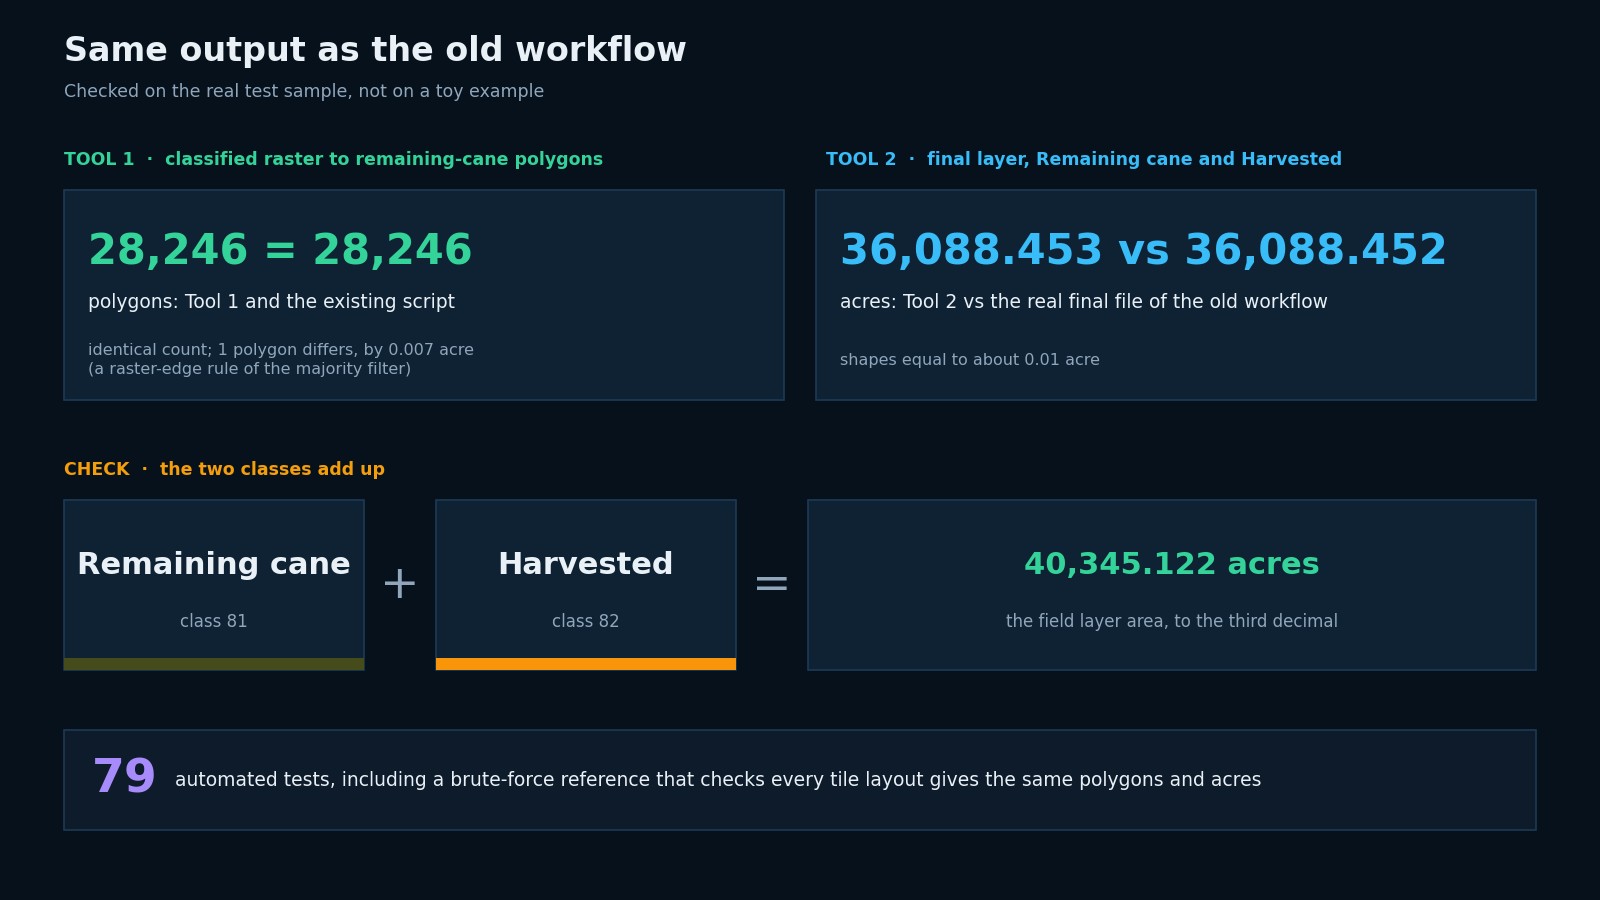 Same output as the old workflow
Checked on the real test sample, not on a toy example
TOOL 1 · classified raster to remaining-cane polygons
28,246 = 28,246
polygons: Tool 1 and the existing script
identical count; 1 polygon differs, by 0.007 acre
(a raster-edge rule of the majority filter)
TOOL 2 · final layer, Remaining cane and Harvested
36,088.453 vs 36,088.452
acres: Tool 2 vs the real final file of the old workflow
shapes equal to about 0.01 acre
CHECK · the two classes add up
Remaining cane
class 81
+
Harvested
class 82
=
40,345.122 acres
the field layer area, to the third decimal
79 automated tests, including a brute-force reference that checks every tile layout gives the same polygons and acres